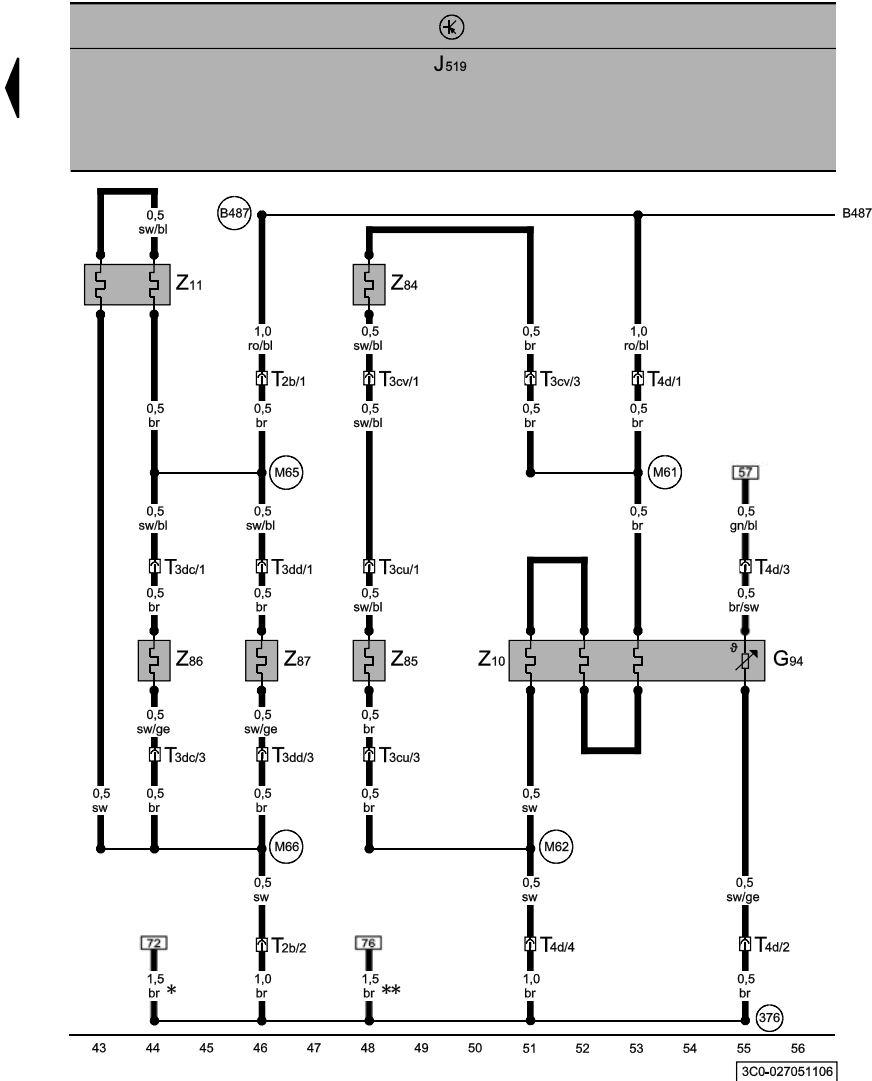 J519
0,5
sw/bl
B487
B487
Z11
Z84
1,0
ro/bl
0,5
sw/bl
0,5
br
1,0
ro/bl
T2b/1
T3cv/1
T3cv/3
T4d/1
0,5
br
0,5
br
0,5
sw/bl
0,5
br
0,5
br
M65
M61
57
0,5
sw/bl
0,5
sw/bl
0,5
br
0,5
gn/bl
T3dc/1
T3dd/1
T3cu/1
T4d/3
0,5
br
0,5
br
0,5
sw/bl
0,5
br/sw
Z86
Z87
Z85
Z10
ϑ
G94
0,5
sw/ge
0,5
sw/ge
0,5
br
T3dc/3
T3dd/3
T3cu/3
0,5
sw
0,5
br
0,5
br
0,5
br
0,5
sw
M66
M62
0,5
sw
0,5
sw
0,5
sw/ge
72
T2b/2
76
T4d/4
T4d/2
1,5
br *
1,0
br
1,5
br **
1,0
br
0,5
br
376
43 44 45 46 47 48 49 50 51 52 53 54 55 56
3C0-027051106